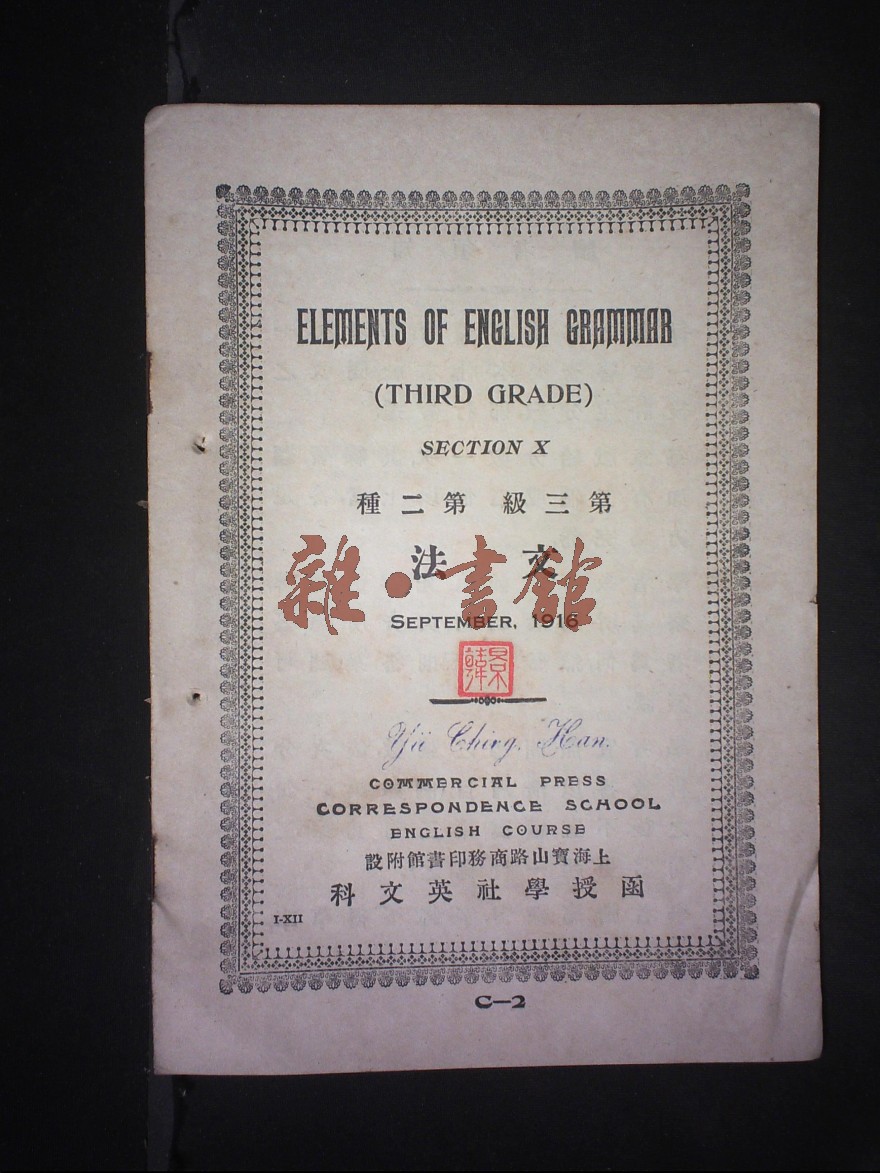 ELEMENTS OF ENGLISH GRAMMAR
(THIRD GRADE)
SECTION X
第三級 第二種
文法
雜·書館
SEPTEMBER, 1916
Yü Ching Han.
COMMERCIAL PRESS
CORRESPONDENCE SCHOOL
ENGLISH COURSE
上海寶山路商務印書館附設
函授學社英文科
I-XII
C—2